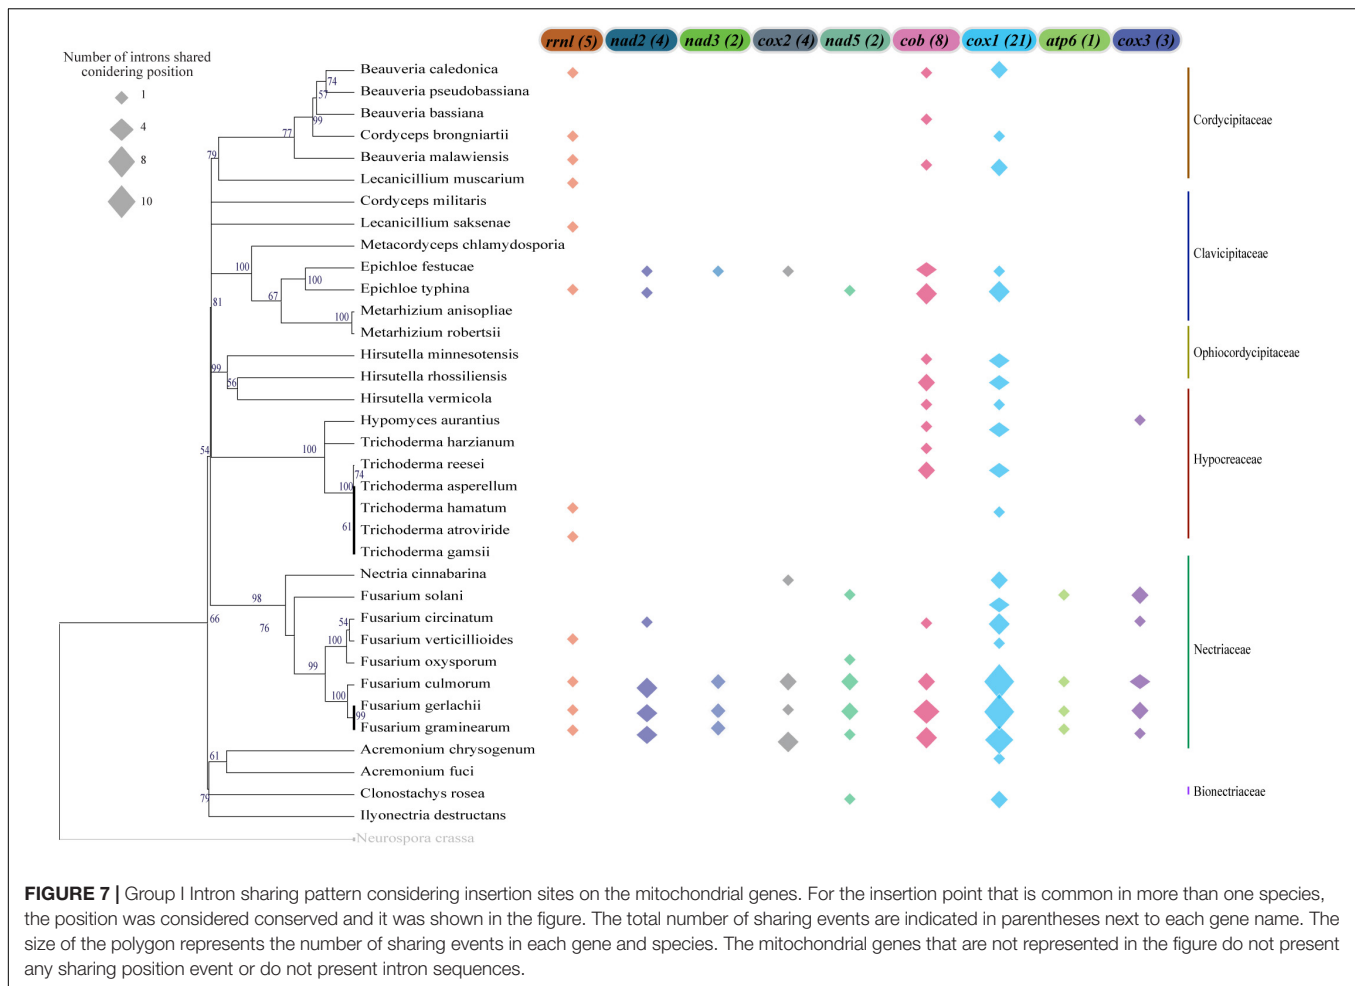 rrnl (5) nad2 (4) nad3 (2) cox2 (4) nad5 (2) cob (8) cox1 (21) atp6 (1) cox3 (3)
Number of introns shared
conidering position
1
4
8
10
Beauveria caledonica
74
Beauveria pseudobassiana
57
Beauveria bassiana
99
Cordyceps brongniartii
77
Beauveria malawiensis
79
Lecanicillium muscarium
Cordyceps militaris
Lecanicillium saksenae
Metacordyceps chlamydosporia
100
Epichloe festucae
100
Epichloe typhina
67
81
Metarhizium anisopliae
100
Metarhizium robertsii
Hirsutella minnesotensis
99
Hirsutella rhossiliensis
56
Hirsutella vermicola
Hypomyces aurantius
54
100
Trichoderma harzianum
Trichoderma reesei
74
Trichoderma asperellum
100
Trichoderma hamatum
61
Trichoderma atroviride
Trichoderma gamsii
Nectria cinnabarina
98
Fusarium solani
66
76
Fusarium circinatum
54
Fusarium verticillioides
100
Fusarium oxysporum
99
Fusarium culmorum
100
Fusarium gerlachii
99
Fusarium graminearum
Acremonium chrysogenum
61
Acremonium fuci
Clonostachys rosea
79
Ilyonectria destructans
Neurospora crassa
Cordycipitaceae
Clavicipitaceae
Ophiocordycipitaceae
Hypocreaceae
Nectriaceae
Bionectriaceae
FIGURE 7 | Group I Intron sharing pattern considering insertion sites on the mitochondrial genes. For the insertion point that is common in more than one species,
the position was considered conserved and it was shown in the figure. The total number of sharing events are indicated in parentheses next to each gene name. The
size of the polygon represents the number of sharing events in each gene and species. The mitochondrial genes that are not represented in the figure do not present
any sharing position event or do not present intron sequences.